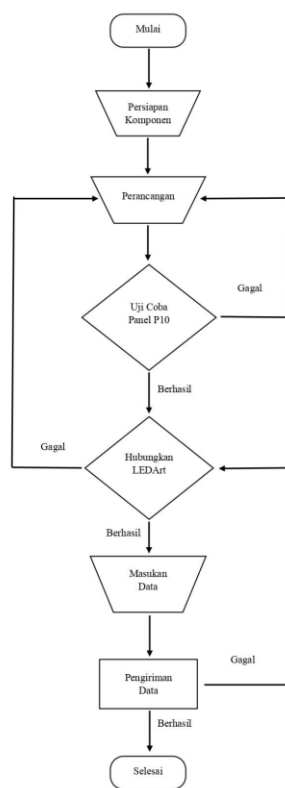 Mulai
Persiapan
Komponen
Perancangan
Uji Coba
Panel P10
Gagal
Berhasil
Gagal
Hubungkan
LEDArt
Berhasil
Masukan
Data
Pengiriman
Data
Gagal
Berhasil
Selesai